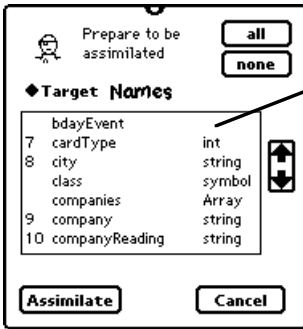 Prepare to be
assimilated
all
none
◆Target Names
bdayEvent
7 cardType int
8 city string
class symbol
companies Array
9 company string
10 companyReading string
Assimilate
Cancel